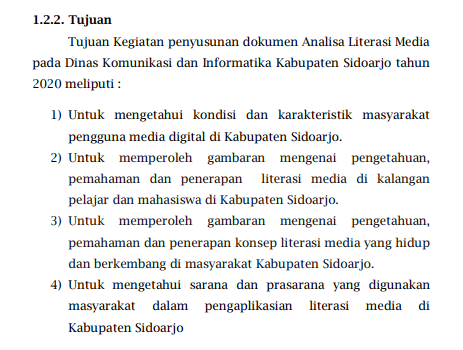 1.2.2. Tujuan
Tujuan Kegiatan penyusunan dokumen Analisa Literasi Media
pada Dinas Komunikasi dan Informatika Kabupaten Sidoarjo tahun
2020 meliputi :
1) Untuk mengetahui kondisi dan karakteristik masyarakat
pengguna media digital di Kabupaten Sidoarjo.
2) Untuk memperoleh gambaran mengenai pengetahuan,
pemahaman dan penerapan literasi media di kalangan
pelajar dan mahasiswa di Kabupaten Sidoarjo.
3) Untuk memperoleh gambaran mengenai pengetahuan,
pemahaman dan penerapan konsep literasi media yang hidup
dan berkembang di masyarakat Kabupaten Sidoarjo.
4) Untuk mengetahui sarana dan prasarana yang digunakan
masyarakat dalam pengaplikasian literasi media di
Kabupaten Sidoarjo